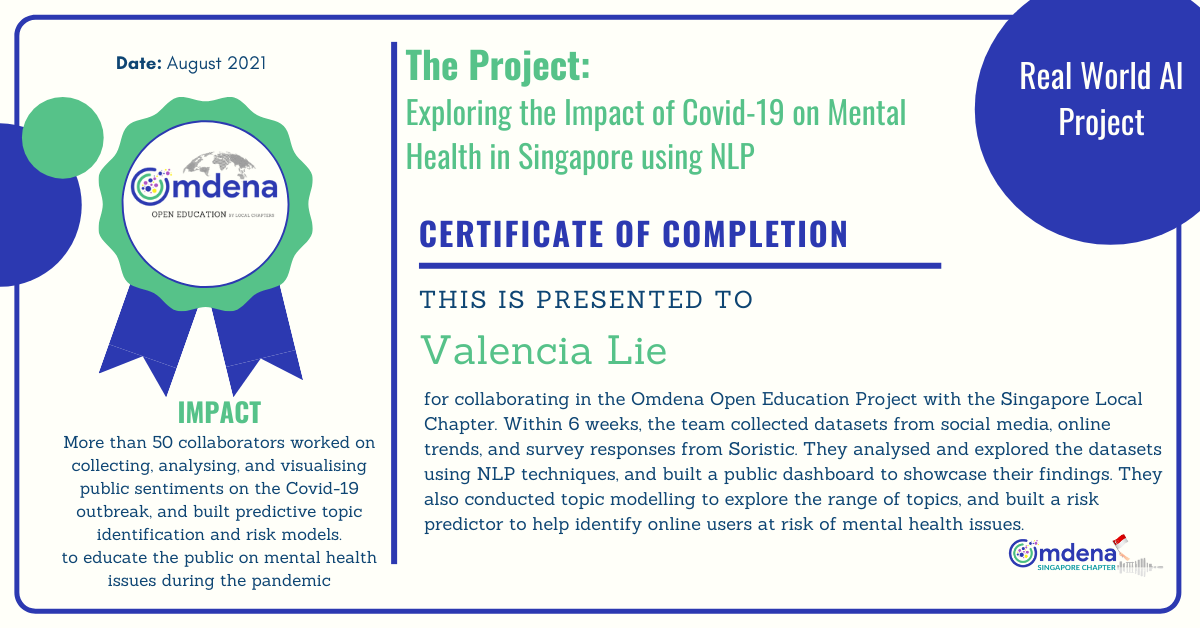 Date: August 2021
Omdena
OPEN EDUCATION BY LOCAL CHAPTERS
IMPACT
More than 50 collaborators worked on
collecting, analysing, and visualising
public sentiments on the Covid-19
outbreak, and built predictive topic
identification and risk models.
to educate the public on mental health
issues during the pandemic
The Project:
Exploring the Impact of Covid-19 on Mental
Health in Singapore using NLP
Real World AI
Project
CERTIFICATE OF COMPLETION
THIS IS PRESENTED TO
Valencia Lie
for collaborating in the Omdena Open Education Project with the Singapore Local
Chapter. Within 6 weeks, the team collected datasets from social media, online
trends, and survey responses from Soristic. They analysed and explored the datasets
using NLP techniques, and built a public dashboard to showcase their findings. They
also conducted topic modelling to explore the range of topics, and built a risk
predictor to help identify online users at risk of mental health issues.
Omdena
SINGAPORE CHAPTER